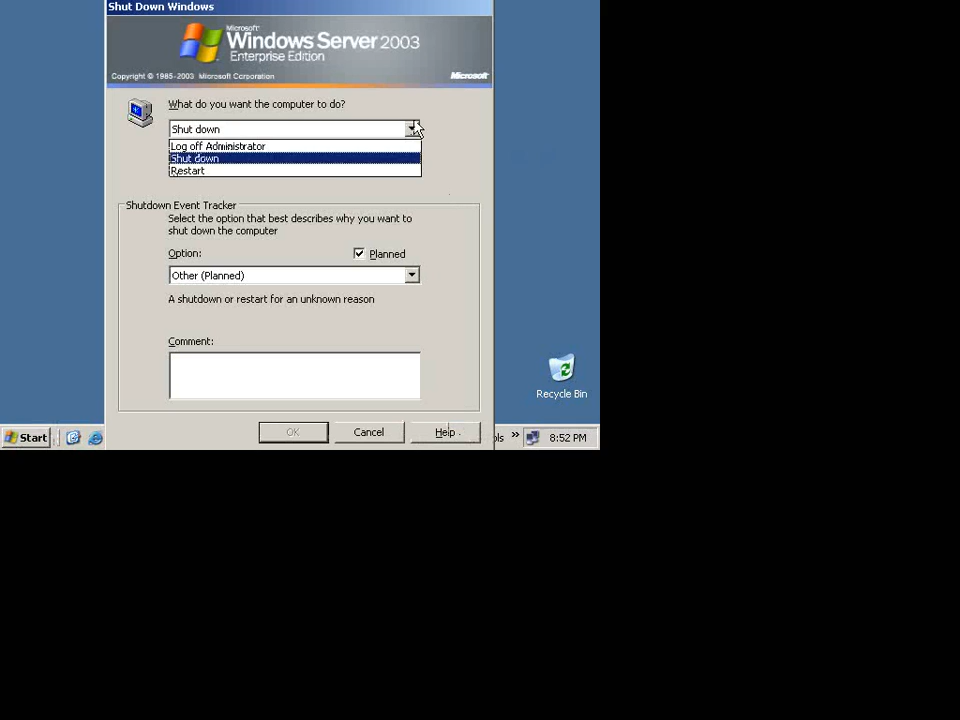 Shut Down Windows
Microsoft
Windows Server 2003
Enterprise Edition
Copyright © 1985-2003 Microsoft Corporation
Microsoft
What do you want the computer to do?
Shut down
Log off Administrator
Shut down
Restart
Shutdown Event Tracker
Select the option that best describes why you want to
shut down the computer
Option:
Planned
Other (Planned)
A shutdown or restart for an unknown reason
Comment:
OK
Cancel
Help
Recycle Bin
Start
8:52 PM